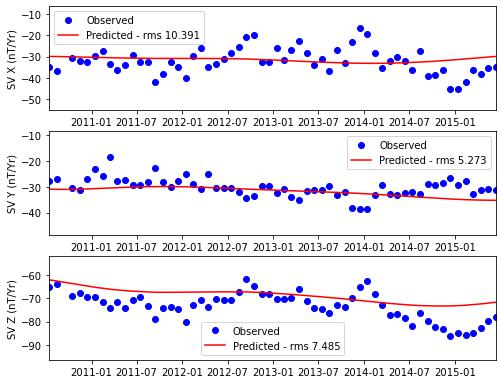 SV X (nT/Yr)
−10
−20
−30
−40
−50
Observed
Predicted - rms 10.391
2011-01 2011-07 2012-01 2012-07 2013-01 2013-07 2014-01 2014-07 2015-01
SV Y (nT/Yr)
−10
−20
−30
−40
Observed
Predicted - rms 5.273
2011-01 2011-07 2012-01 2012-07 2013-01 2013-07 2014-01 2014-07 2015-01
SV Z (nT/Yr)
−60
−70
−80
−90
Observed
Predicted - rms 7.485
2011-01 2011-07 2012-01 2012-07 2013-01 2013-07 2014-01 2014-07 2015-01